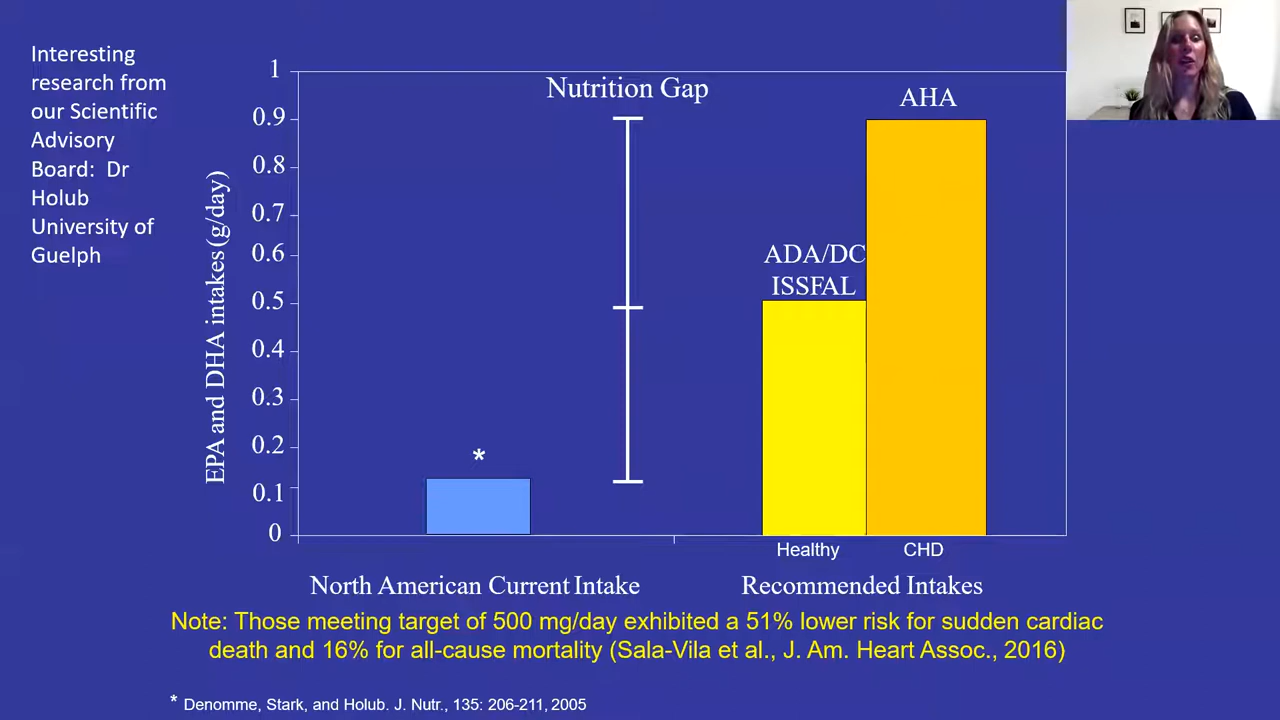 Interesting
research from
our Scientific
Advisory
Board: Dr
Holub
University of
Guelph
EPA and DHA intakes (g/day)
1
0.9
0.8
0.7
0.6
0.5
0.4
0.3
0.2
0.1
0
Nutrition Gap
AHA
ADA/DC
ISSFAL
*
Healthy
CHD
North American Current Intake
Recommended Intakes
Note: Those meeting target of 500 mg/day exhibited a 51% lower risk for sudden cardiac
death and 16% for all-cause mortality (Sala-Vila et al., J. Am. Heart Assoc., 2016)
* Denomme, Stark, and Holub. J. Nutr., 135: 206-211, 2005